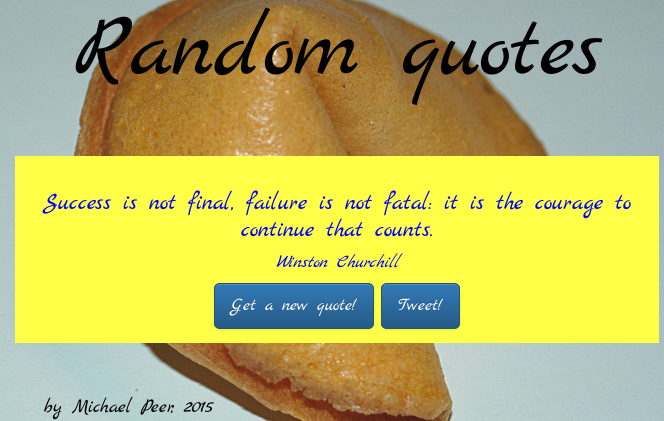 Random quotes
Success is not final, failure is not fatal: it is the courage to
continue that counts.
Winston Churchill
Get a new quote!
Tweet!
by Michael Peer, 2015